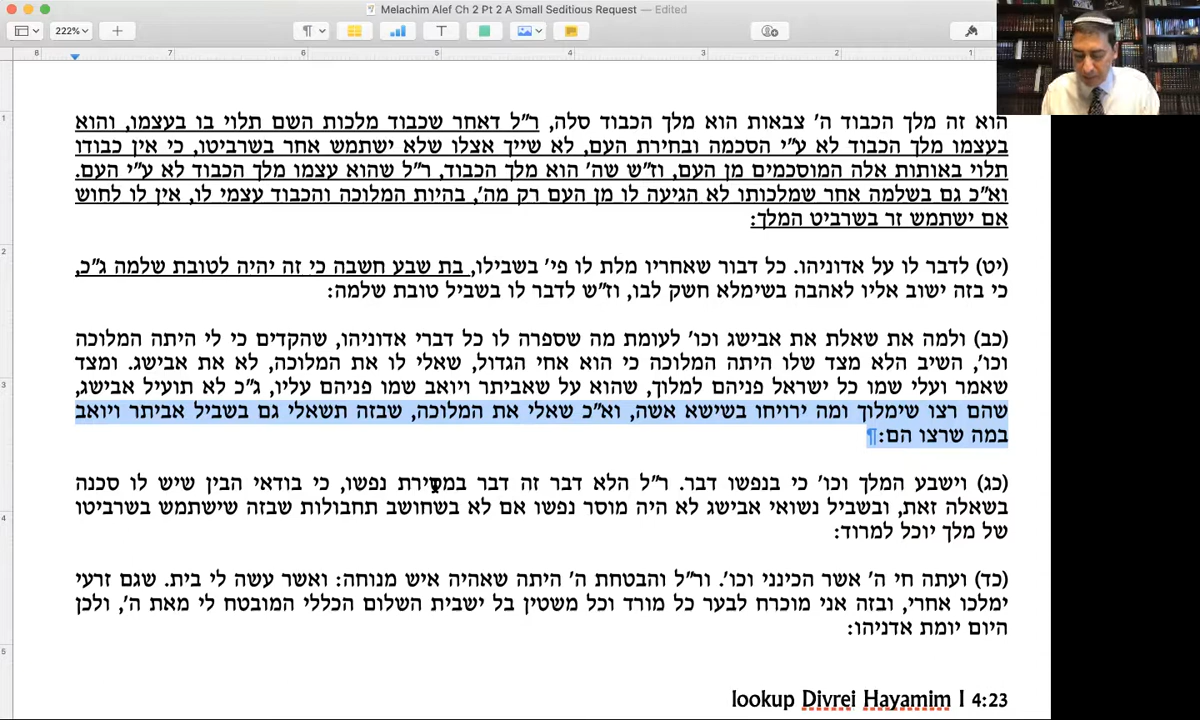 Melachim Alef Ch 2 Pt 2 A Small Seditious Request — Edited
227%
8 7 6 5 4 3 2 1
הוא זה מלך הכבוד ה' צבאות הוא מלך הכבוד סלה, ר"ל דאחר שכבוד מלכות השם תלוי בו בעצמו, והוא
בעצמו מלך הכבוד לא ע"י הסכמה ובחירת העם, לא שייך אצלו שלא ישתמש אחר בשרביטו, כי אין כבודו
תלוי באותות אלה המוסכמים מן העם, וז"ש שה' הוא מלך הכבוד, ר"ל שהוא עצמו מלך הכבוד לא ע"י העם.
וא"כ גם בשלמה אחר שמלכותו לא הגיעה לו מן העם רק מה', בהיות המלוכה והכבוד עצמי לו, אין לו לחוש
אם ישתמש זר בשרביט המלך:
(יט) לדבר לו על אדוניהו. כל דבור שאחריו מלת לו פי' בשבילו, בת שבע חשבה כי זה יהיה לטובת שלמה ג"כ,
כי בזה ישוב אליו לאהבה בשימלא חשק לבו, וז"ש לדבר לו בשביל טובת שלמה:
(כב) ולמה את שאלת את אבישג וכו' לעומת מה שספרה לו כל דברי אדוניהו, שהקדים כי לי היתה המלוכה
וכו', השיב הלא מצד שלו היתה המלוכה כי הוא אחי הגדול, שאלי לו את המלוכה, לא את אבישג. ומצד
שאמר ועלי שמו כל ישראל פניהם למלוך, שהוא על שאביתר ויואב שמו פניהם עליו, ג"כ לא תועיל אבישג,
שהם רצו שימלוך ומה ירויחו בשישא אשה, וא"כ שאלי את המלוכה, שבזה תשאלי גם בשביל אביתר ויואב
במה שרצו הם:¶
(כג) וישבע המלך וכו' כי בנפשו דבר. ר"ל הלא דבר זה דבר במסירת נפשו, כי בודאי הבין שיש לו סכנה
בשאלה זאת, ובשביל נשואי אבישג לא היה מוסר נפשו אם לא בשחושב תחבולות שבזה שישתמש בשרביטו
של מלך יוכל למרוד:
(כד) ועתה חי ה' אשר הכינני וכו'. ור"ל והבטחת ה' היתה שאהיה איש מנוחה: ואשר עשה לי בית. שגם זרעי
ימלכו אחרי, ובזה אני מוכרח לבער כל מורד וכל משטין בל ישבית השלום הכללי המובטח לי מאת ה', ולכן
היום יומת אדניהו:
lookup Divrei Hayamim I 4:23